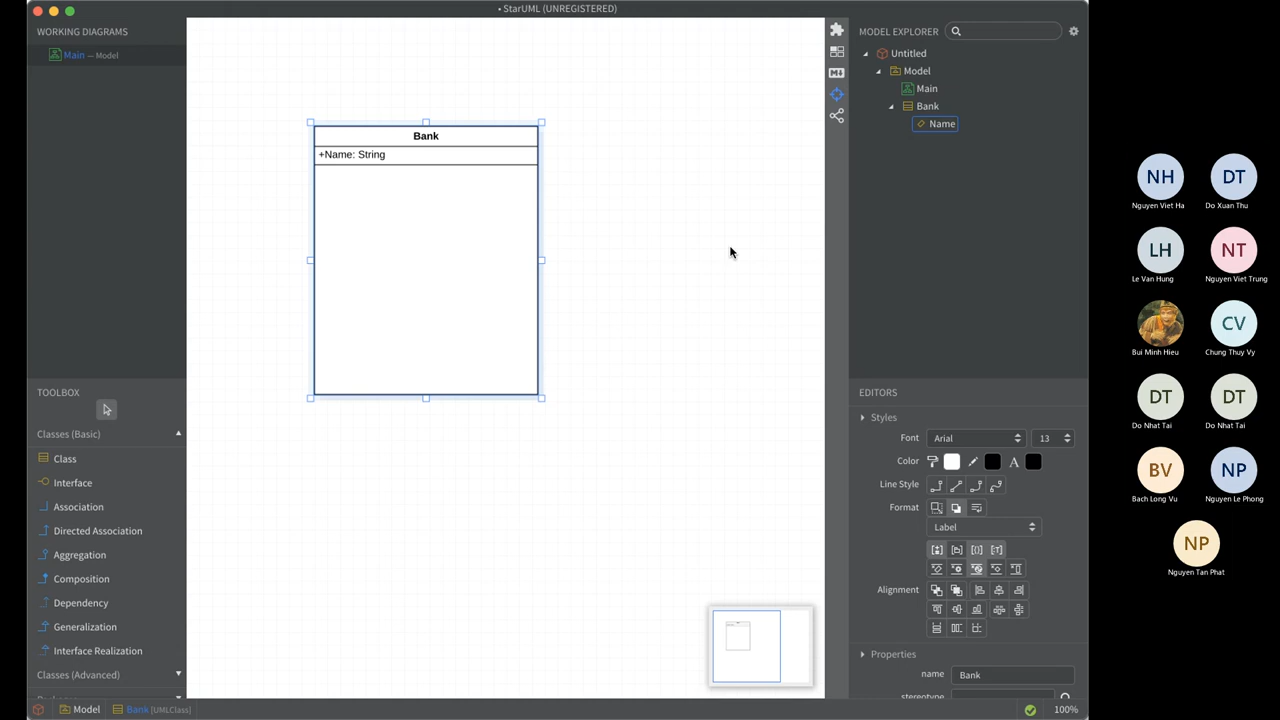 • StarUML (UNREGISTERED)
WORKING DIAGRAMS
Main — Model
TOOLBOX
Classes (Basic)
Class
Interface
Association
Directed Association
Aggregation
Composition
Dependency
Generalization
Interface Realization
Classes (Advanced)
Bank
+Name: String
MODEL EXPLORER
Untitled
Model
Main
Bank
Name
EDITORS
Styles
Font
Arial
13
Color
A
Line Style
Format
Label
Alignment
Properties
name
Bank
stereotype
Model
Bank [UMLClass]
100%
NH
Nguyen Viet Ha
DT
Do Xuan Thu
LH
Le Van Hung
NT
Nguyen Viet Trung
Bui Minh Hieu
CV
Chung Thuy Vy
DT
Do Nhat Tai
DT
Do Nhat Tai
BV
Bach Long Vu
NP
Nguyen Le Phong
NP
Nguyen Tan Phat